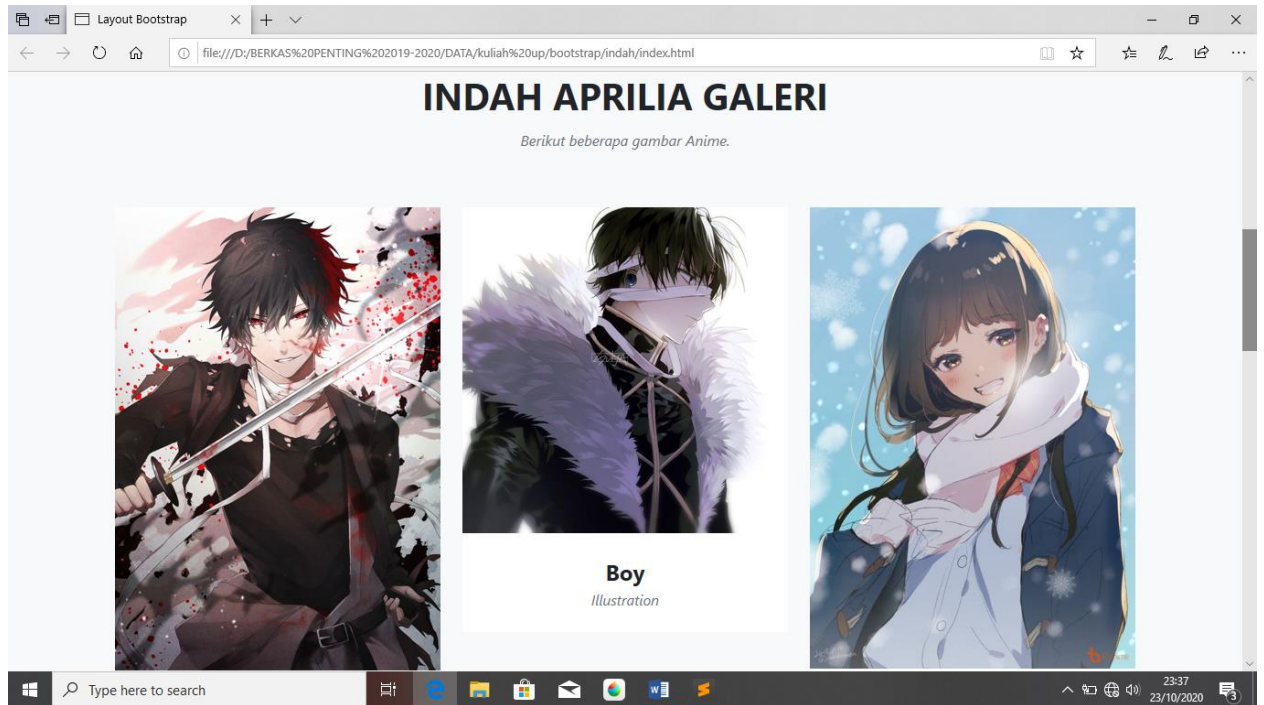 Layout Bootstrap
file:///D:/BERKAS%20PENTING%202019-2020/DATA/kuliah%20up/bootstrap/indah/index.html
INDAH APRILIA GALERI
Berikut beberapa gambar Anime.
Boy
Illustration
Type here to search
23:37
23/10/2020
3